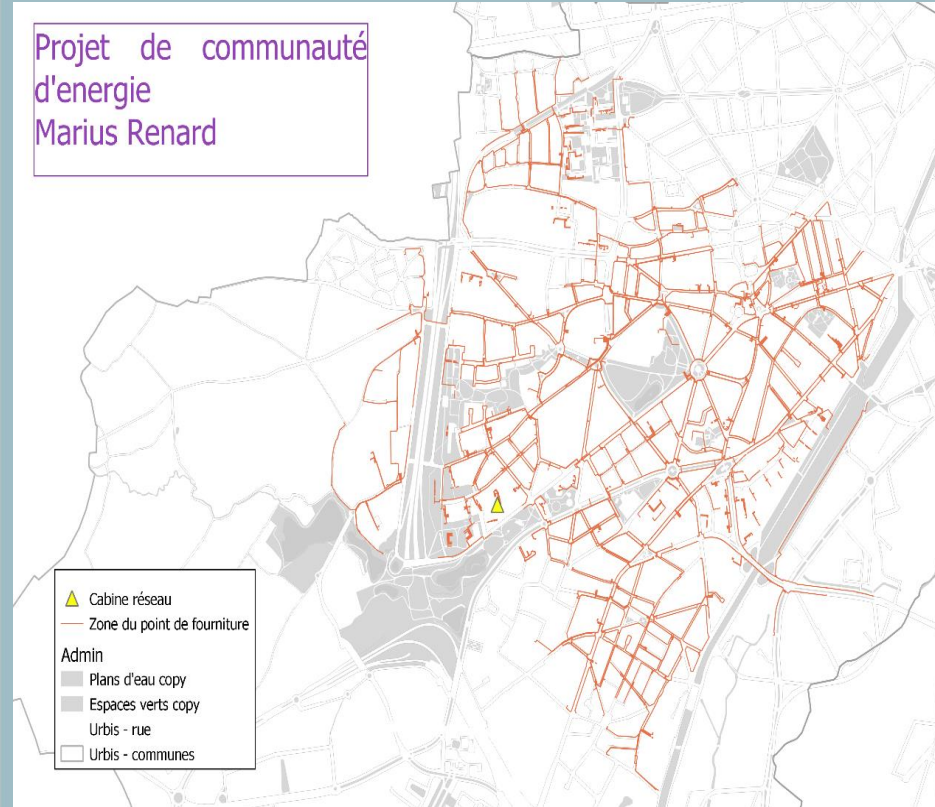 Projet de communauté
d'energie
Marius Renard
Cabine réseau
Zone du point de fourniture
Admin
Plans d'eau copy
Espaces verts copy
Urbis - rue
Urbis - communes